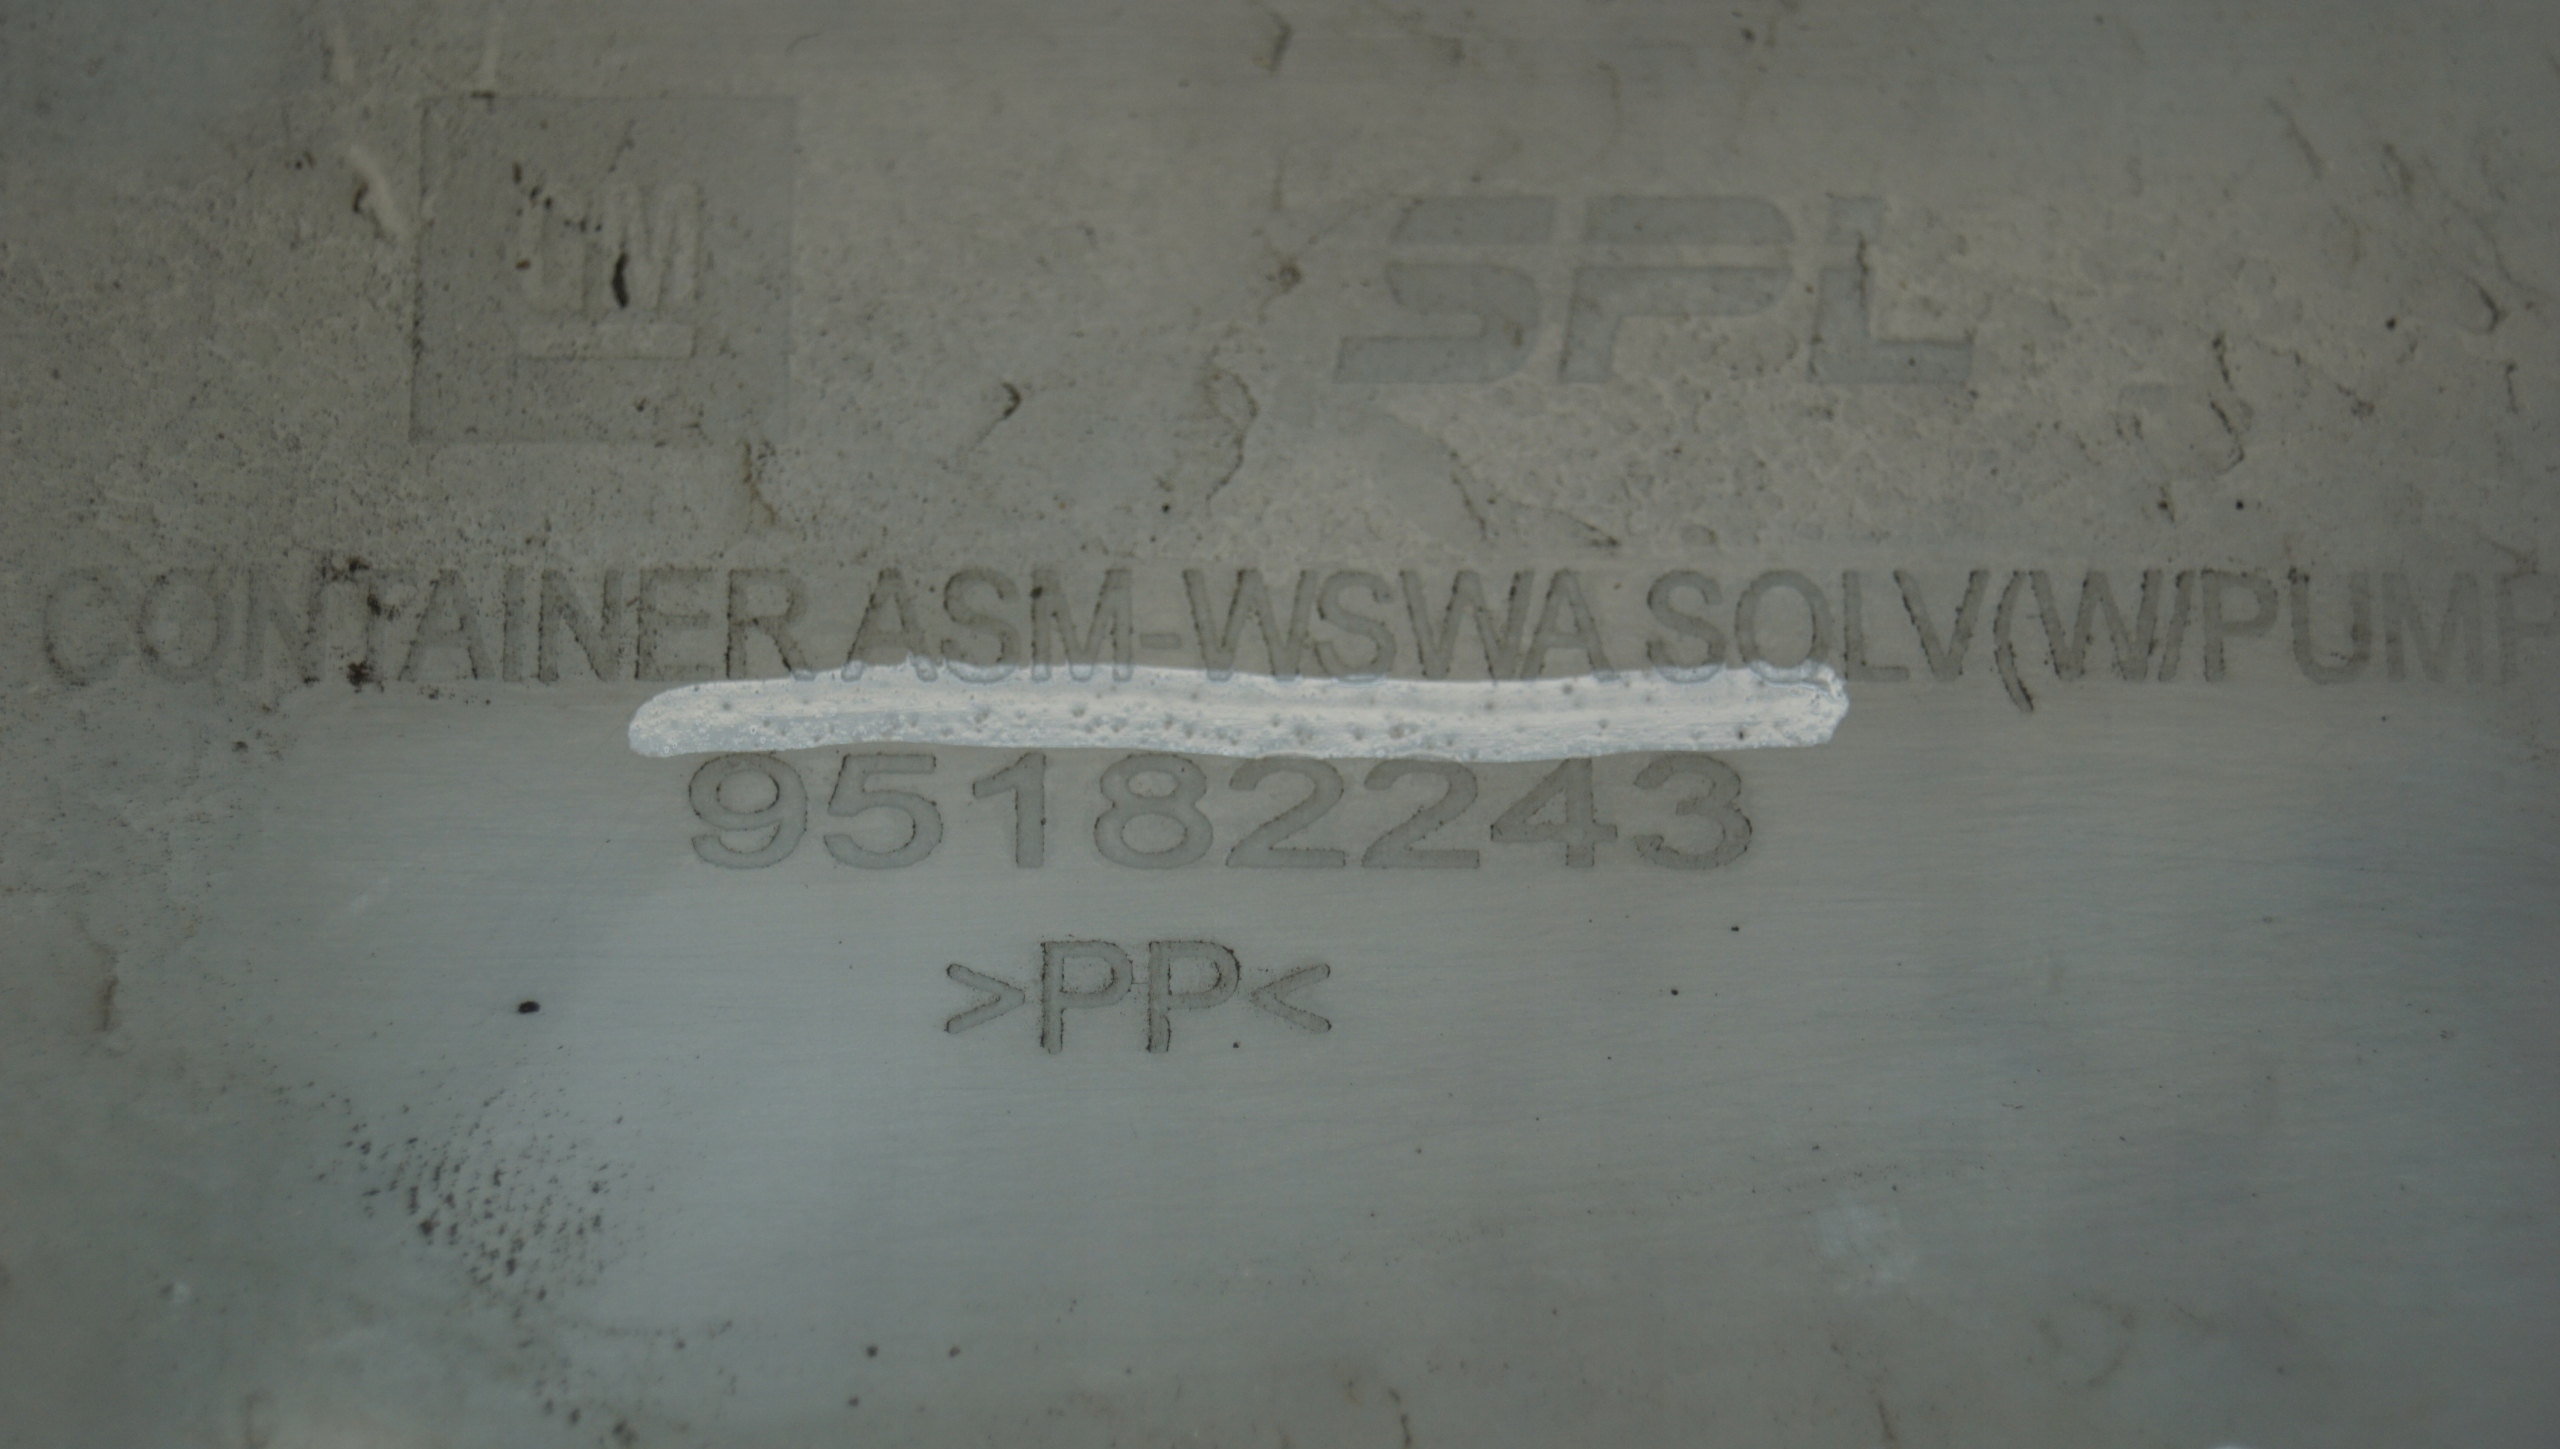 GM SPL
CONTAINER ASM-WSWA SOLV(W/PUMP
95182243
>PP<